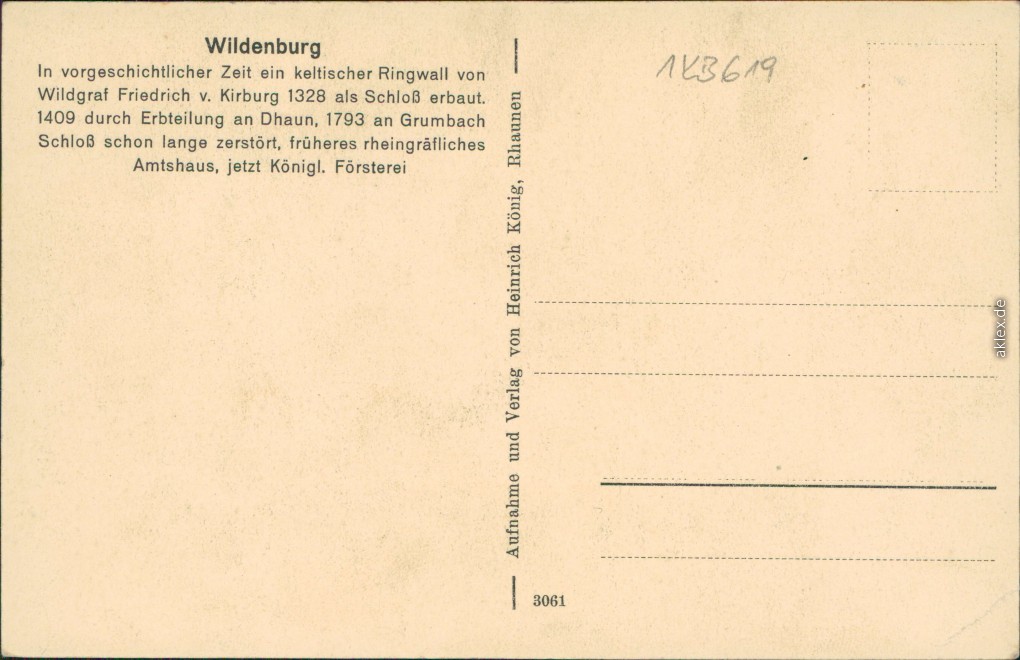 Wildenburg
In vorgeschichtlicher Zeit ein keltischer Ringwall von
Wildgraf Friedrich v. Kirburg 1328 als Schloß erbaut.
1409 durch Erbteilung an Dhaun, 1793 an Grumbach
Schloß schon lange zerstört, früheres rheingräfliches
Amtshaus, jetzt Königl. Försterei
Aufnahme und Verlag von Heinrich König, Rhaunen
3061
1XB619
aklex.de